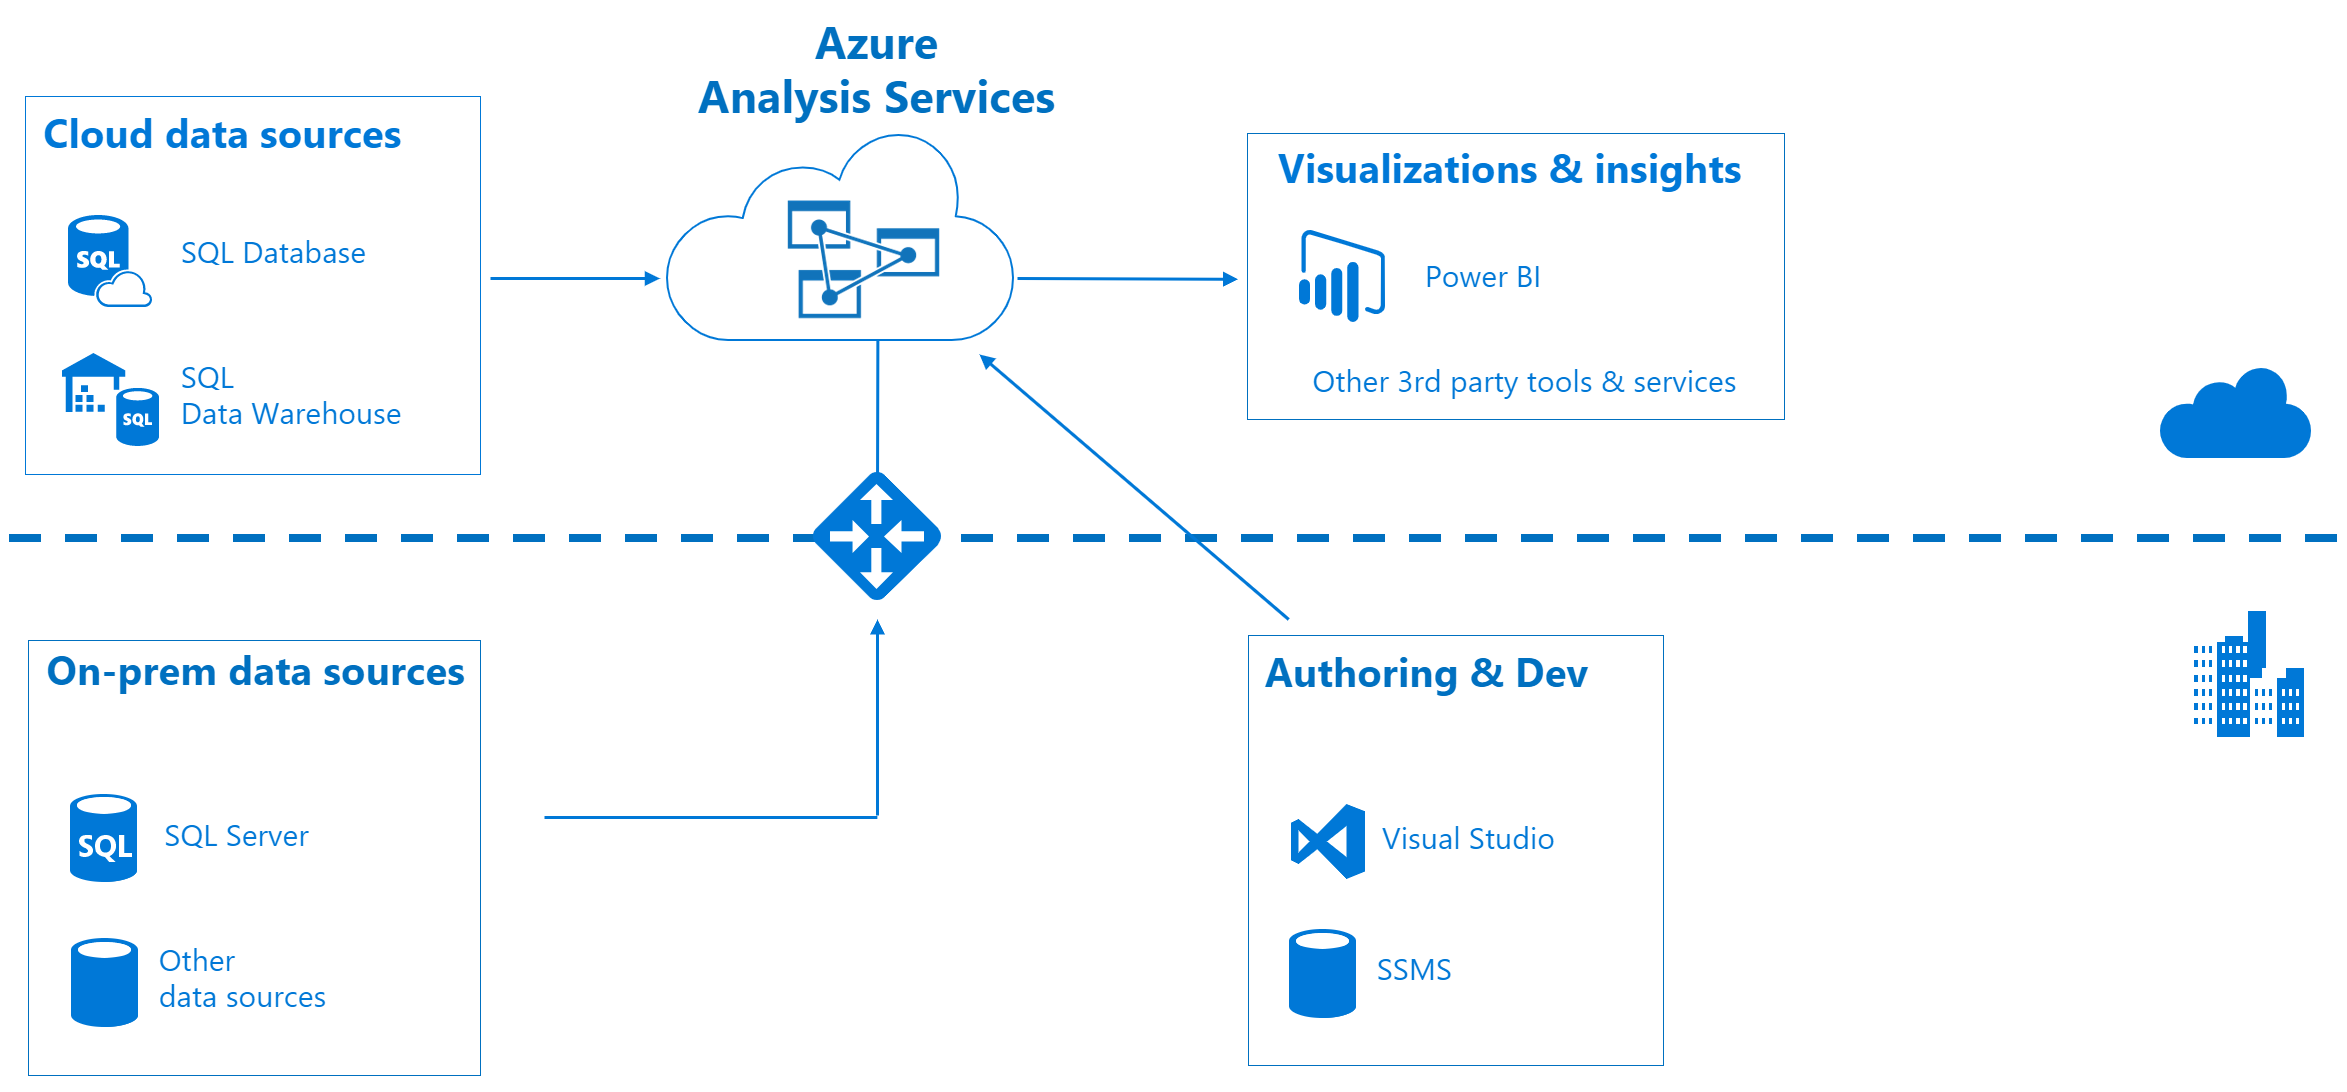 Azure
Analysis Services
Cloud data sources
SQL
SQL Database
SQL
SQL
Data Warehouse
Visualizations & insights
Power BI
Other 3rd party tools & services
On-prem data sources
SQL
SQL Server
Other
data sources
Authoring & Dev
Visual Studio
SSMS